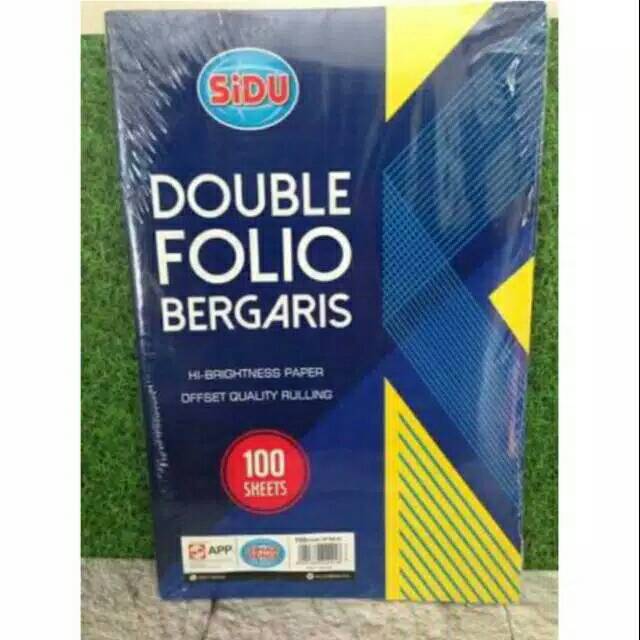 SiDU
DOUBLE
FOLIO
BERGARIS
HI-BRIGHTNESS PAPER
OFFSET QUALITY RULLING
100
SHEETS
APP